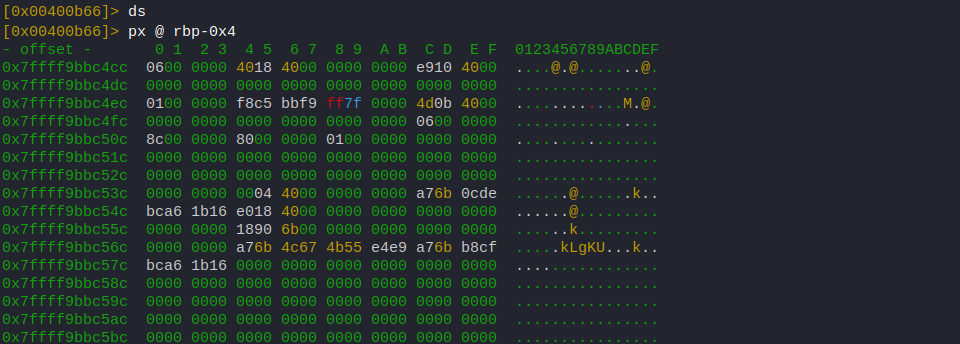 [0x00400b66]> ds
[0x00400b66]> px @ rbp-0x4
- offset -       0 1  2 3  4 5  6 7  8 9  A B  C D  E F  0123456789ABCDEF
0x7ffff9bbc4cc  0600 0000 4018 4000 0000 0000 e910 4000  ....@.@.......@.
0x7ffff9bbc4dc  0000 0000 0000 0000 0000 0000 0000 0000  ................
0x7ffff9bbc4ec  0100 0000 f8c5 bbf9 ff7f 0000 4d0b 4000  ............M.@.
0x7ffff9bbc4fc  0000 0000 0000 0000 0000 0000 0600 0000  ................
0x7ffff9bbc50c  8c00 0000 8000 0000 0100 0000 0000 0000  ................
0x7ffff9bbc51c  0000 0000 0000 0000 0000 0000 0000 0000  ................
0x7ffff9bbc52c  0000 0000 0000 0000 0000 0000 0000 0000  ................
0x7ffff9bbc53c  0000 0000 0004 4000 0000 0000 a76b 0cde  ......@......k..
0x7ffff9bbc54c  bca6 1b16 e018 4000 0000 0000 0000 0000  ......@.........
0x7ffff9bbc55c  0000 0000 1890 6b00 0000 0000 0000 0000  ......k.........
0x7ffff9bbc56c  0000 0000 a76b 4c67 4b55 e4e9 a76b b8cf  .....kLgKU...k..
0x7ffff9bbc57c  bca6 1b16 0000 0000 0000 0000 0000 0000  ................
0x7ffff9bbc58c  0000 0000 0000 0000 0000 0000 0000 0000  ................
0x7ffff9bbc59c  0000 0000 0000 0000 0000 0000 0000 0000  ................
0x7ffff9bbc5ac  0000 0000 0000 0000 0000 0000 0000 0000  ................
0x7ffff9bbc5bc  0000 0000 0000 0000 0000 0000 0000 0000  ................